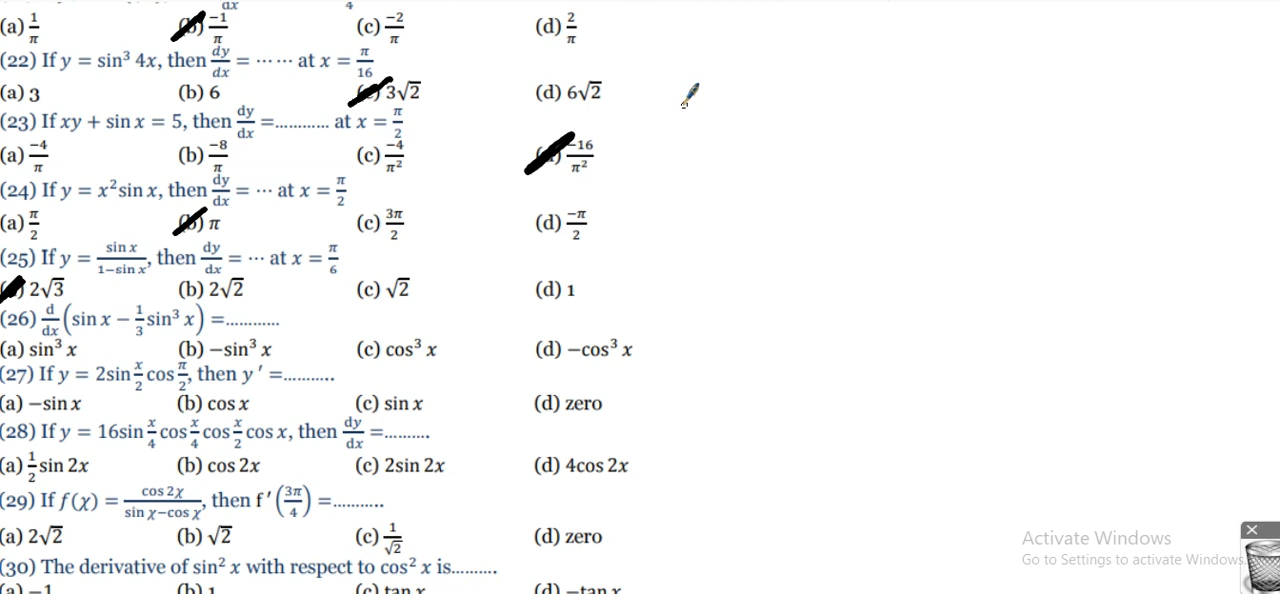 dx 4
(a) 1/π (b) −1/π (c) −2/π (d) 2/π
(22) If y = sin³ 4x, then dy/dx = ⋯⋯ at x = π/16
(a) 3 (b) 6 (c) 3√2 (d) 6√2
(23) If xy + sin x = 5, then dy/dx =............ at x = π/2
(a) −4/π (b) −8/π (c) −4/π² (d) −16/π²
(24) If y = x² sin x, then dy/dx = ⋯ at x = π/2
(a) π/2 (b) π (c) 3π/2 (d) −π/2
(25) If y = sin x/1−sin x, then dy/dx = ⋯ at x = π/6
2√3 (b) 2√2 (c) √2 (d) 1
(26) d/dx (sin x − 1/3 sin³ x) =............
(a) sin³ x (b) −sin³ x (c) cos³ x (d) −cos³ x
(27) If y = 2sin x/2 cos π/2, then y ′ =...........
(a) −sin x (b) cos x (c) sin x (d) zero
(28) If y = 16sin x/4 cos x/4 cos x/2 cos x, then dy/dx =..........
(a) 1/2 sin 2x (b) cos 2x (c) 2sin 2x (d) 4cos 2x
(29) If f(χ) = cos 2χ/sin χ−cos χ, then f ′ (3π/4) =...........
(a) 2√2 (b) √2 (c) 1/√2 (d) zero
(30) The derivative of sin² x with respect to cos² x is..........
(a) −1 (b) 1 (c) tan x (d) −tan x
Activate Windows
Go to Settings to activate Windows.